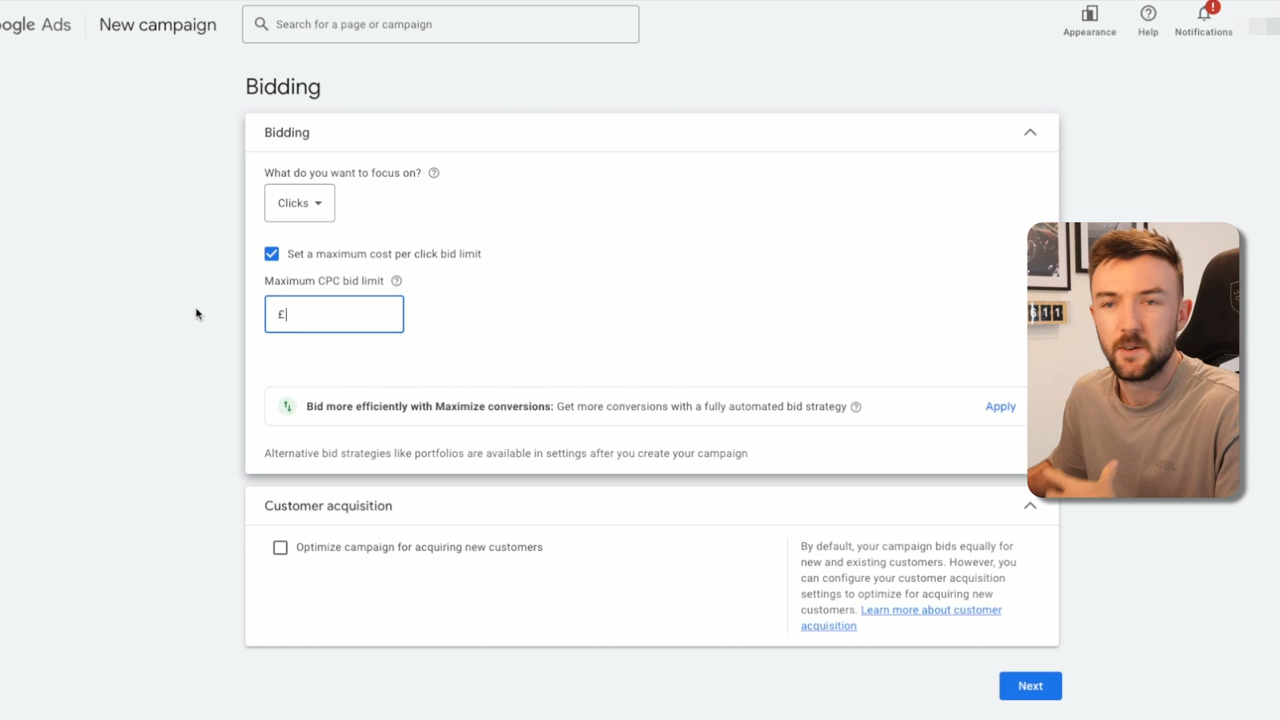 ogle Ads
New campaign
Search for a page or campaign
Appearance
Help
!
Notifications
Bidding
Bidding
What do you want to focus on?
Clicks
Set a maximum cost per click bid limit
Maximum CPC bid limit
£
Bid more efficiently with Maximize conversions: Get more conversions with a fully automated bid strategy
Apply
Alternative bid strategies like portfolios are available in settings after you create your campaign
Customer acquisition
Optimize campaign for acquiring new customers
By default, your campaign bids equally for
new and existing customers. However, you
can configure your customer acquisition
settings to optimize for acquiring new
customers. Learn more about customer
acquisition
Next